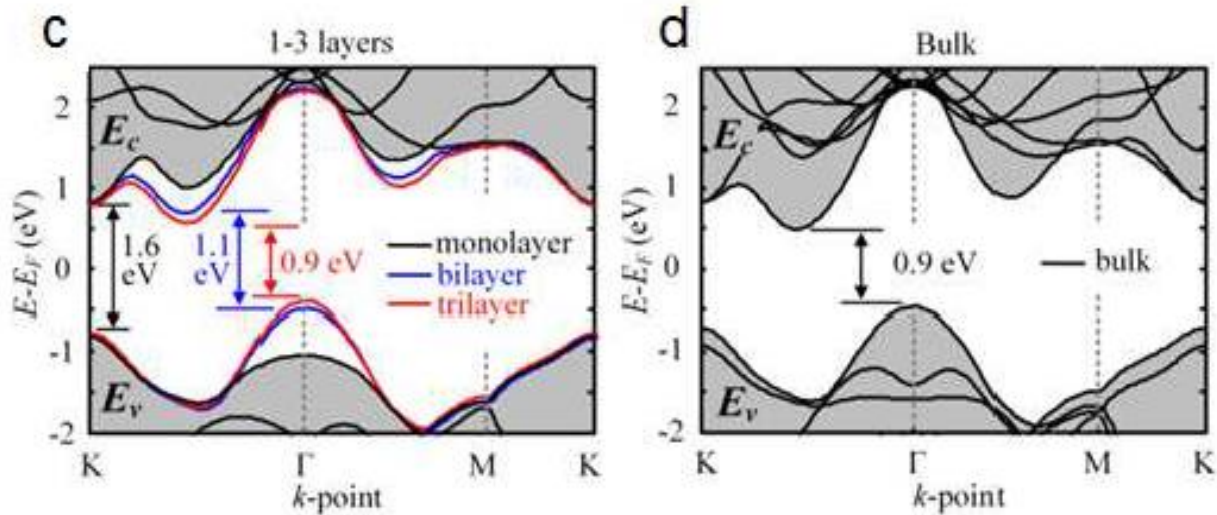 c
1-3 layers
2
1
0
-1
-2
E-E_F (eV)
E_c
E_v
1.6
eV
1.1
eV
0.9 eV
monolayer
bilayer
trilayer
K
Γ
M
K
k-point
d
Bulk
2
1
0
-1
-2
E-E_F (eV)
E_c
E_v
0.9 eV
bulk
K
Γ
M
K
k-point